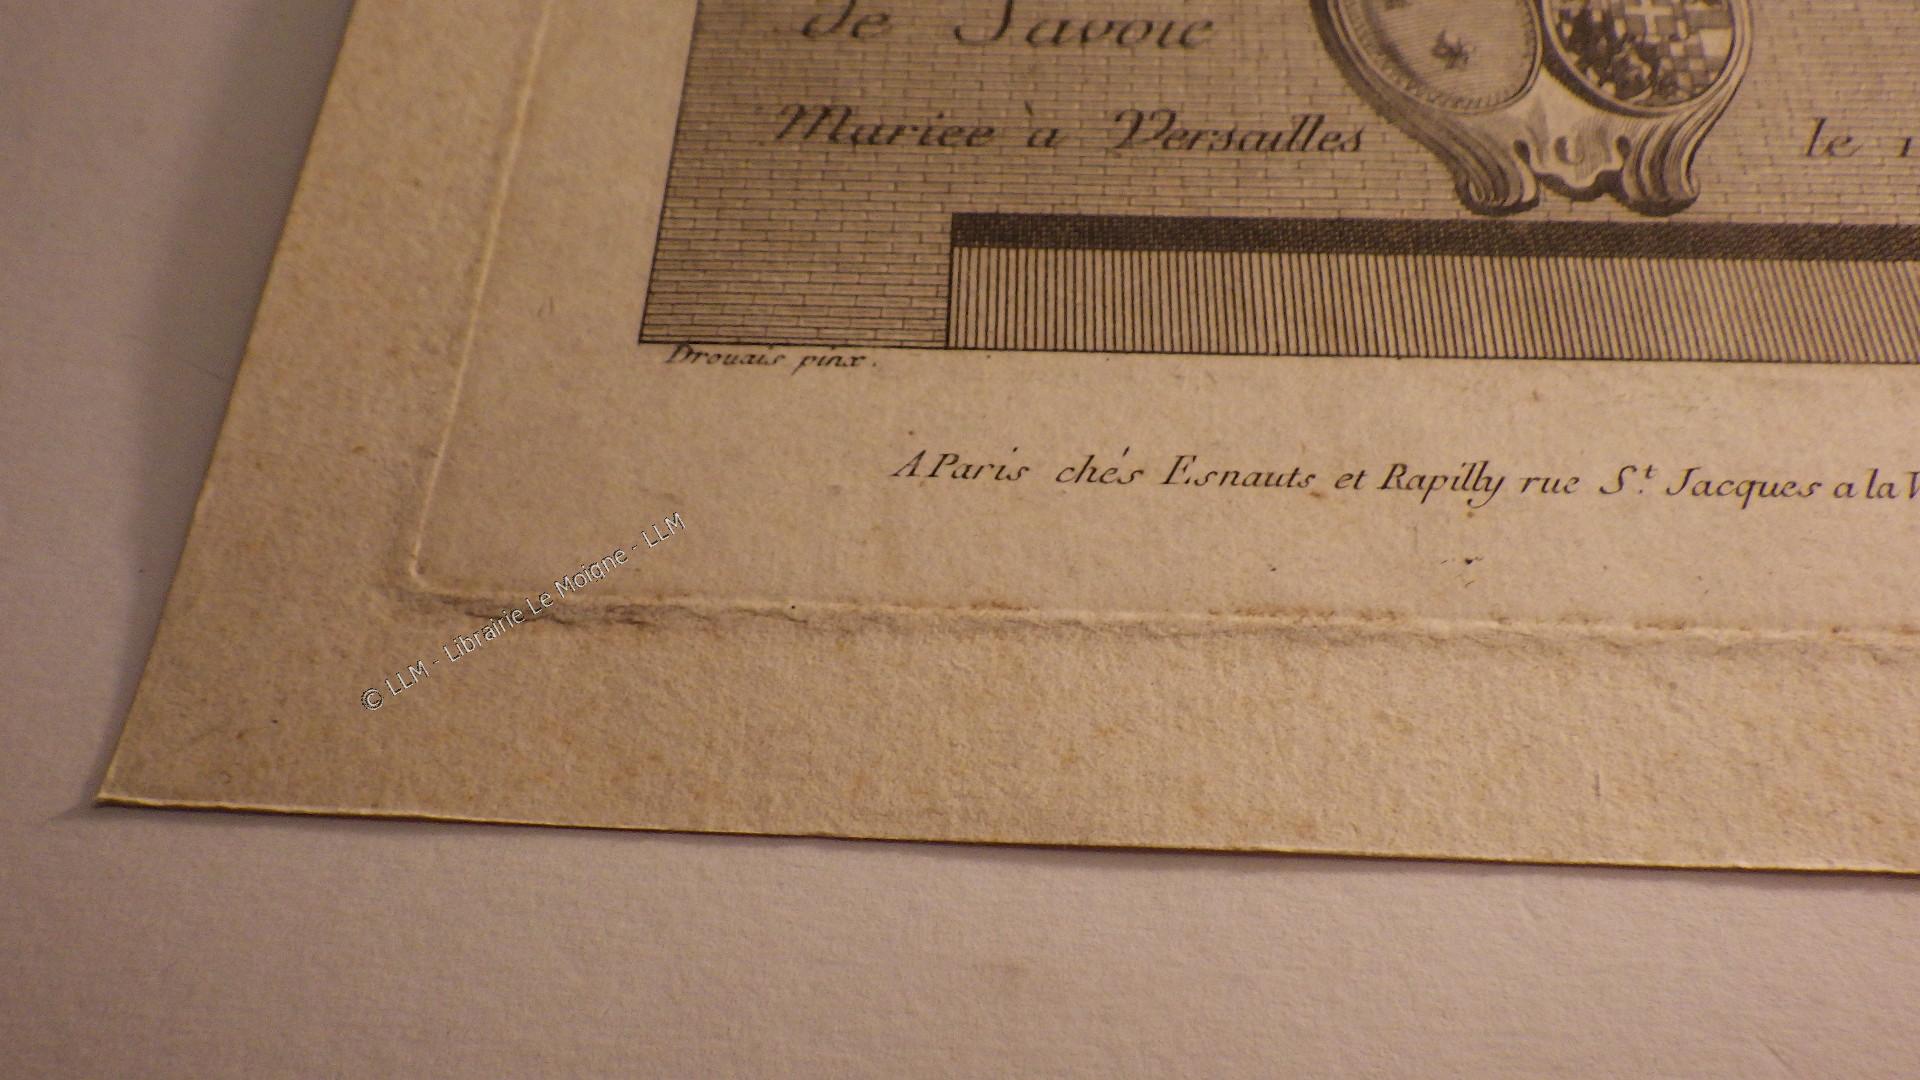 de Savoie
Mariee à Versailles le
Drouais pinx.
A Paris chés Esnauts et Rapilly rue S.t Jacques a la
© LLM - Librairie Le Moigne - LLM